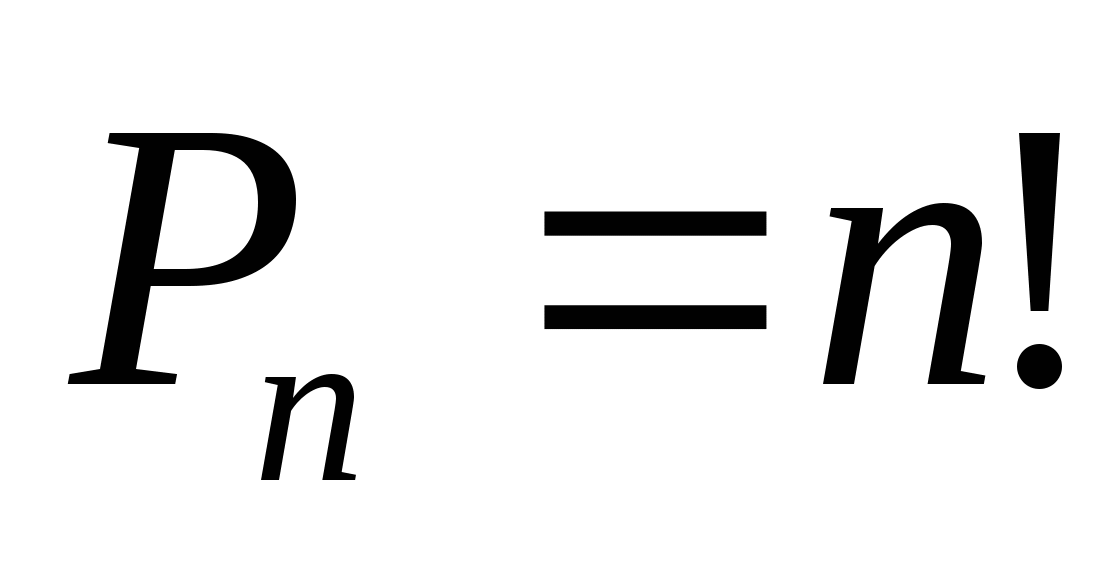 Pₙ = n!